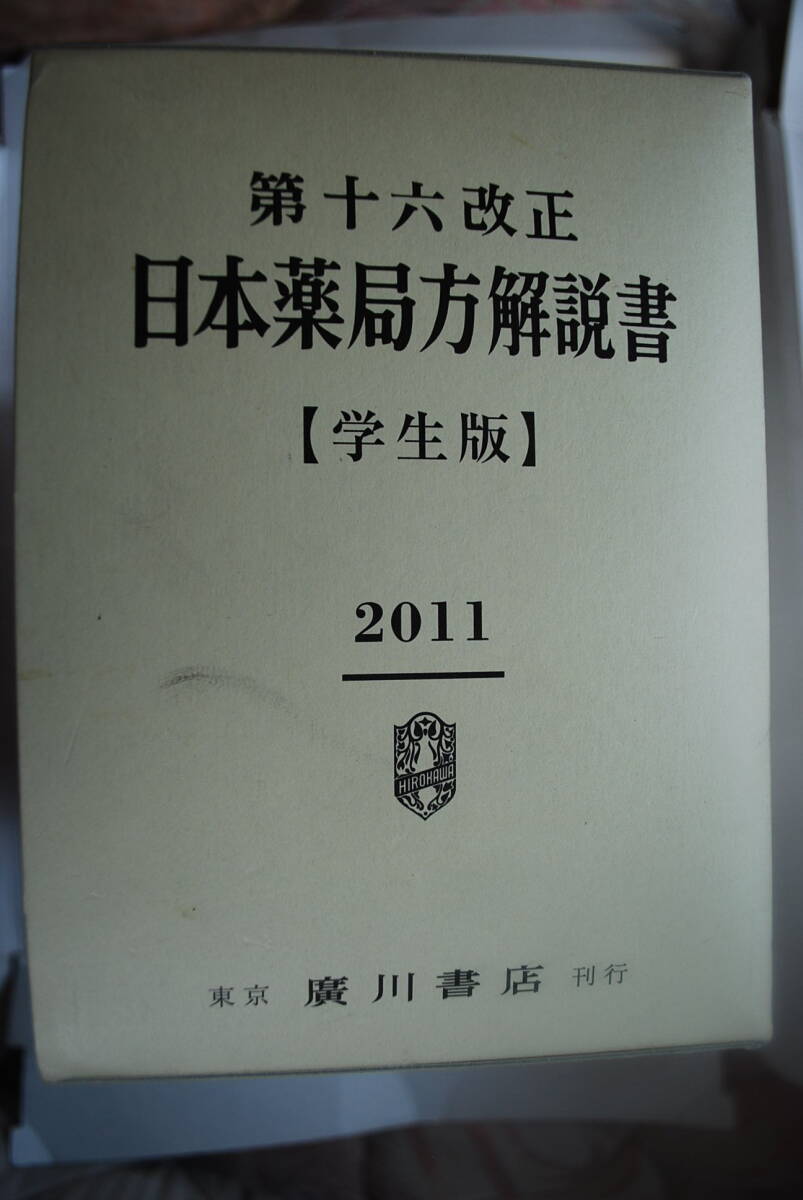 第十六改正
日本薬局方解説書
【学生版】
2011
HIROKAWA
東京 廣川書店 刊行